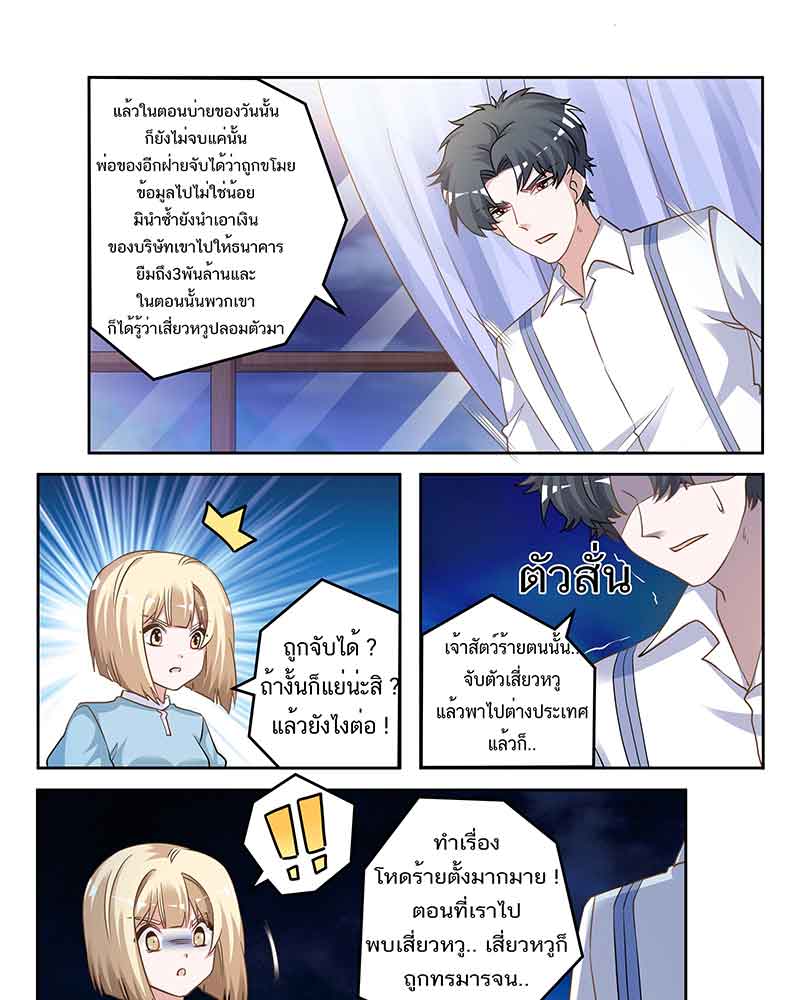 แล้วในตอนบ่ายของวันนั้น
ก็ยังไม่จบแค่นั้น
พ่อของอีกฝ่ายจับได้ว่าถูกขโมย
ข้อมูลไปไม่ใช่น้อย
มินำซ้ำยังนำเอาเงิน
ของบริษัทเขาไปให้ธนาคาร
ยืมถึง3พันล้านและ
ในตอนนั้นพวกเขา
ก็ได้รู้ว่าเสี่ยวหวูปลอมตัวมา
ถูกจับได้ ?
ถ้างั้นก็แย่น่ะสิ ?
แล้วยังไงต่อ !
ตัวสั่น
เจ้าสัตว์ร้ายตนนั้น..
จับตัวเสี่ยวหวู
แล้วพาไปต่างประเทศ
แล้วก็..
!!
ทำเรื่อง
โหดร้ายตั้งมากมาย !
ตอนที่เราไป
พบเสี่ยวหวู.. เสี่ยวหวูก็
ถูกทรมารจน..